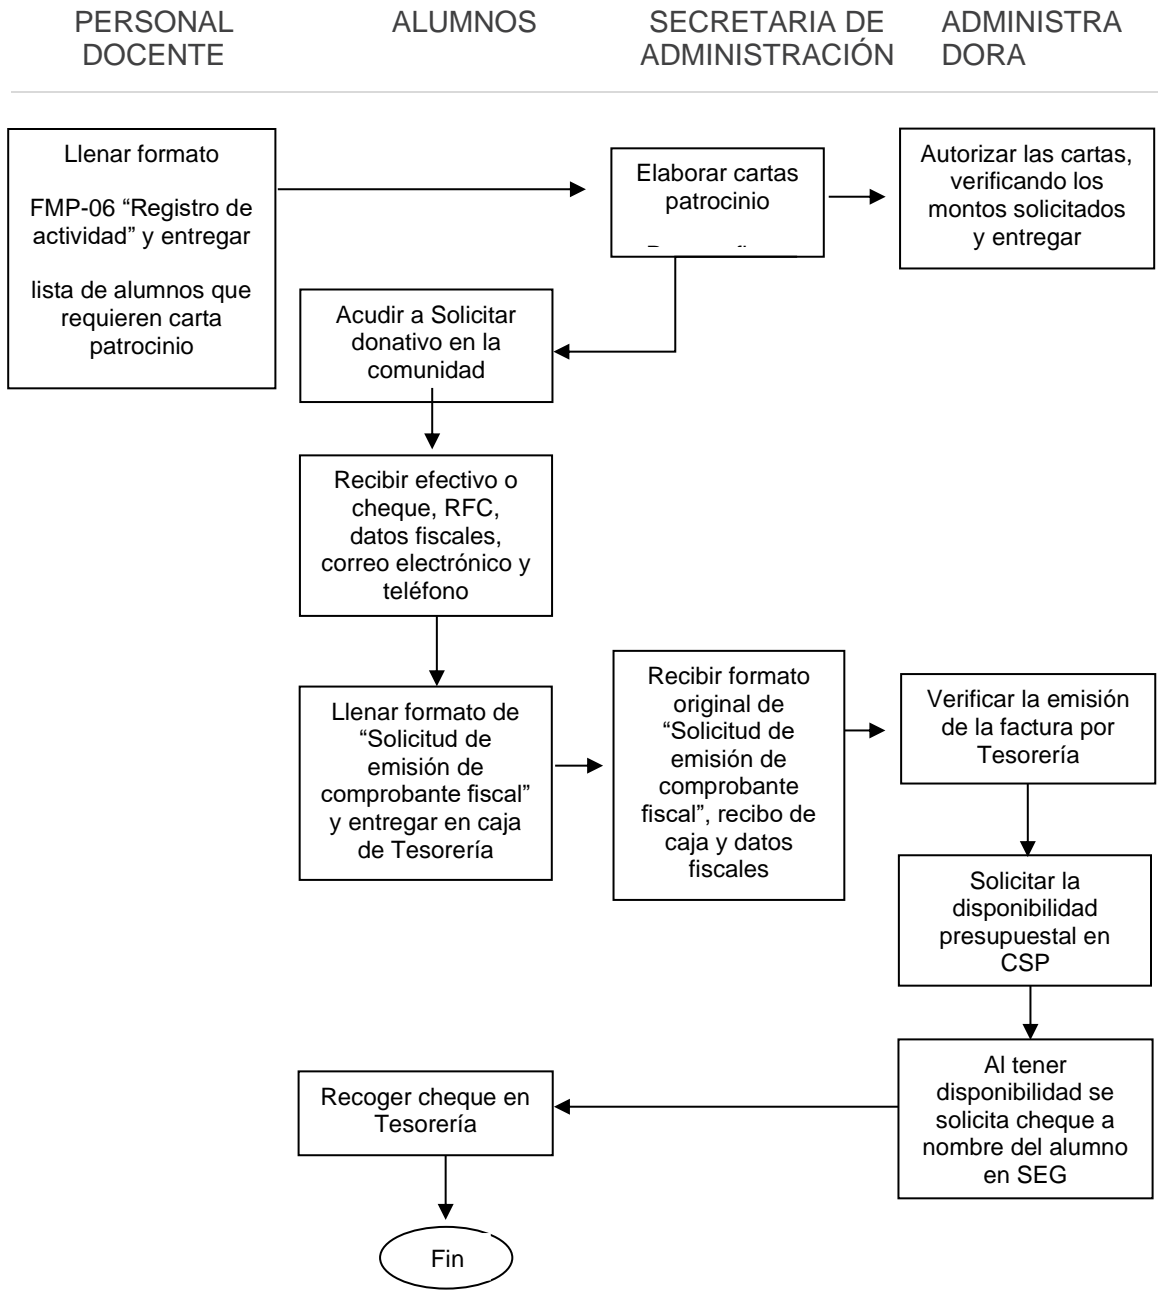 PERSONAL
DOCENTE
ALUMNOS
SECRETARIA DE
ADMINISTRACIÓN
ADMINISTRA
DORA
Llenar formato
FMP-06 “Registro de
actividad” y entregar
lista de alumnos que
requieren carta
patrocinio
Elaborar cartas
patrocinio
Autorizar las cartas,
verificando los
montos solicitados
y entregar
Acudir a Solicitar
donativo en la
comunidad
Recibir efectivo o
cheque, RFC,
datos fiscales,
correo electrónico y
teléfono
Llenar formato de
“Solicitud de
emisión de
comprobante fiscal”
y entregar en caja
de Tesorería
Recibir formato
original de
“Solicitud de
emisión de
comprobante
fiscal”, recibo de
caja y datos
fiscales
Verificar la emisión
de la factura por
Tesorería
Solicitar la
disponibilidad
presupuestal en
CSP
Al tener
disponibilidad se
solicita cheque a
nombre del alumno
en SEG
Recoger cheque en
Tesorería
Fin